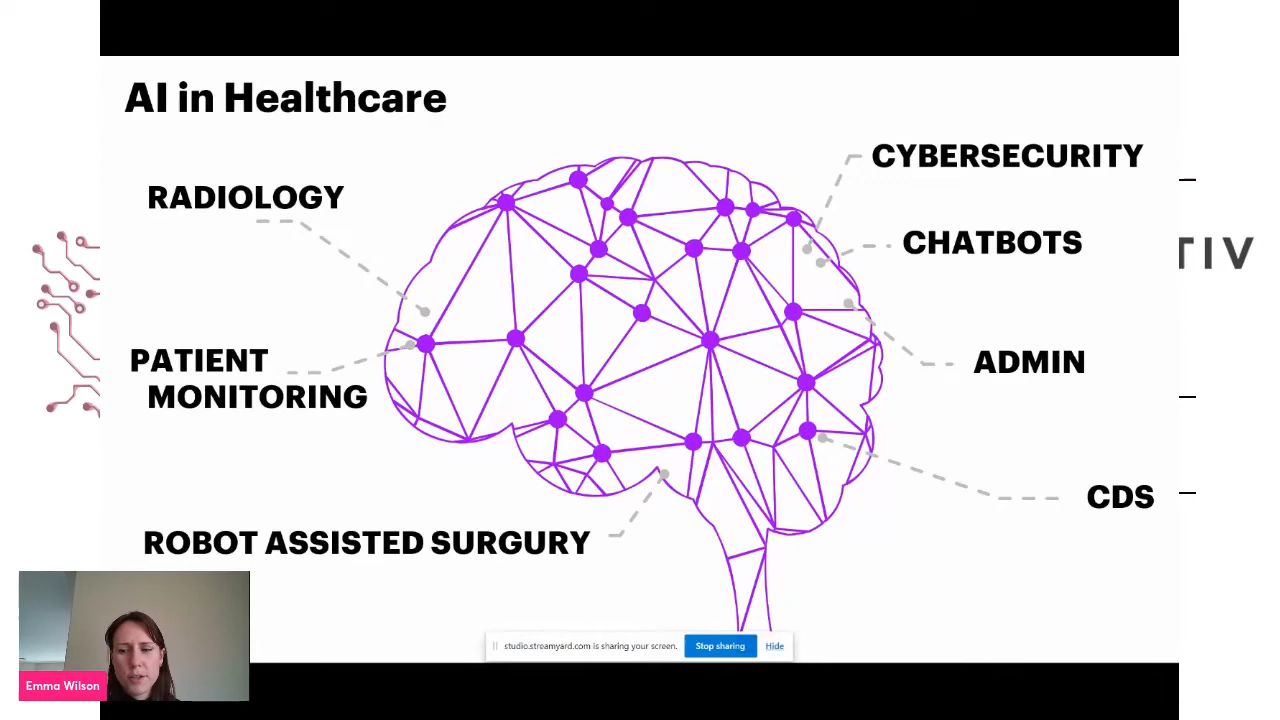 AI in Healthcare
CYBERSECURITY
RADIOLOGY
CHATBOTS
TIV
PATIENT
MONITORING
ADMIN
CDS
ROBOT ASSISTED SURGURY
studio.streamyard.com is sharing your screen.
Stop sharing
Hide
Emma Wilson